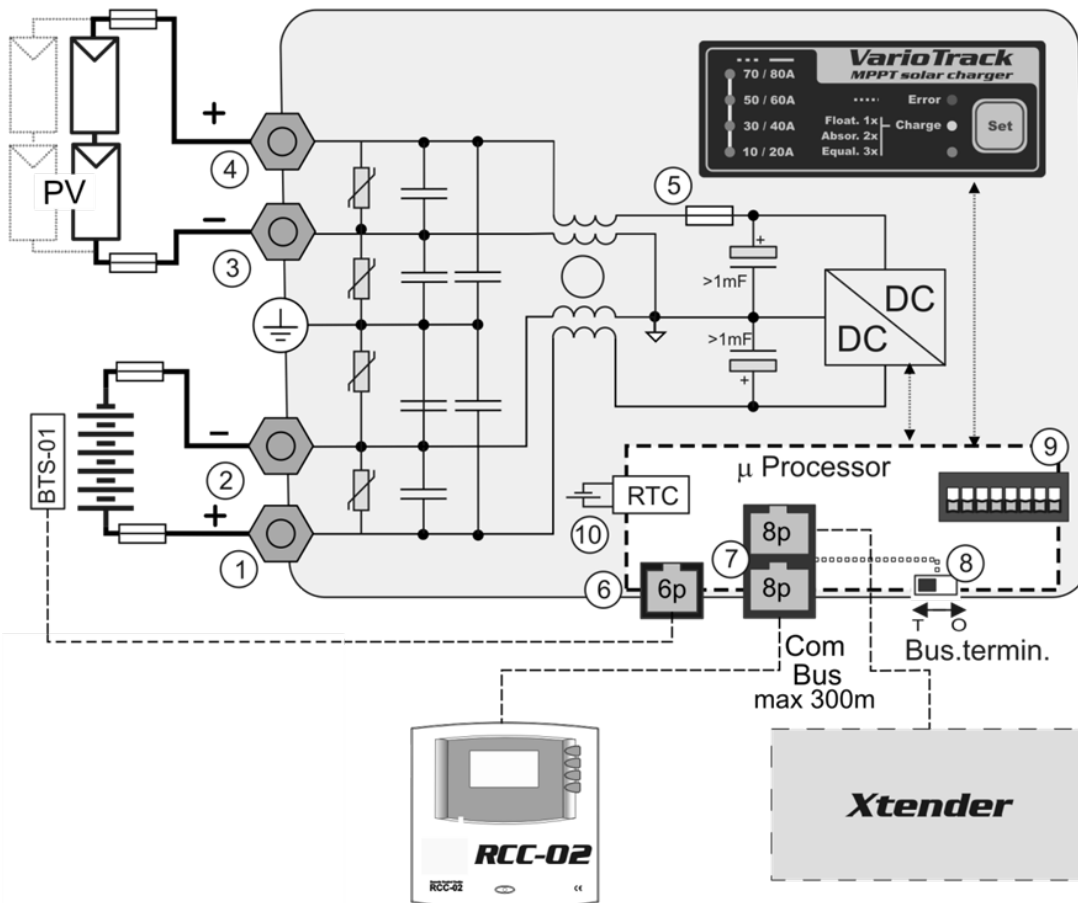 VarioTrack
MPPT solar charger
70 / 80A
50 / 60A
30 / 40A
10 / 20A
Error
Float. 1x
Absor. 2x
Equal. 3x
Charge
Set
+
4
PV
−
3
5
+
>1mF
>1mF
+
DC
DC
BTS-01
−
2
+
1
µ Processor
9
RTC
10
8p
7
8p
8
6
6p
T O
Bus.termin.
Com
Bus
max 300m
Xtender
RCC-02
RCC-02
CE